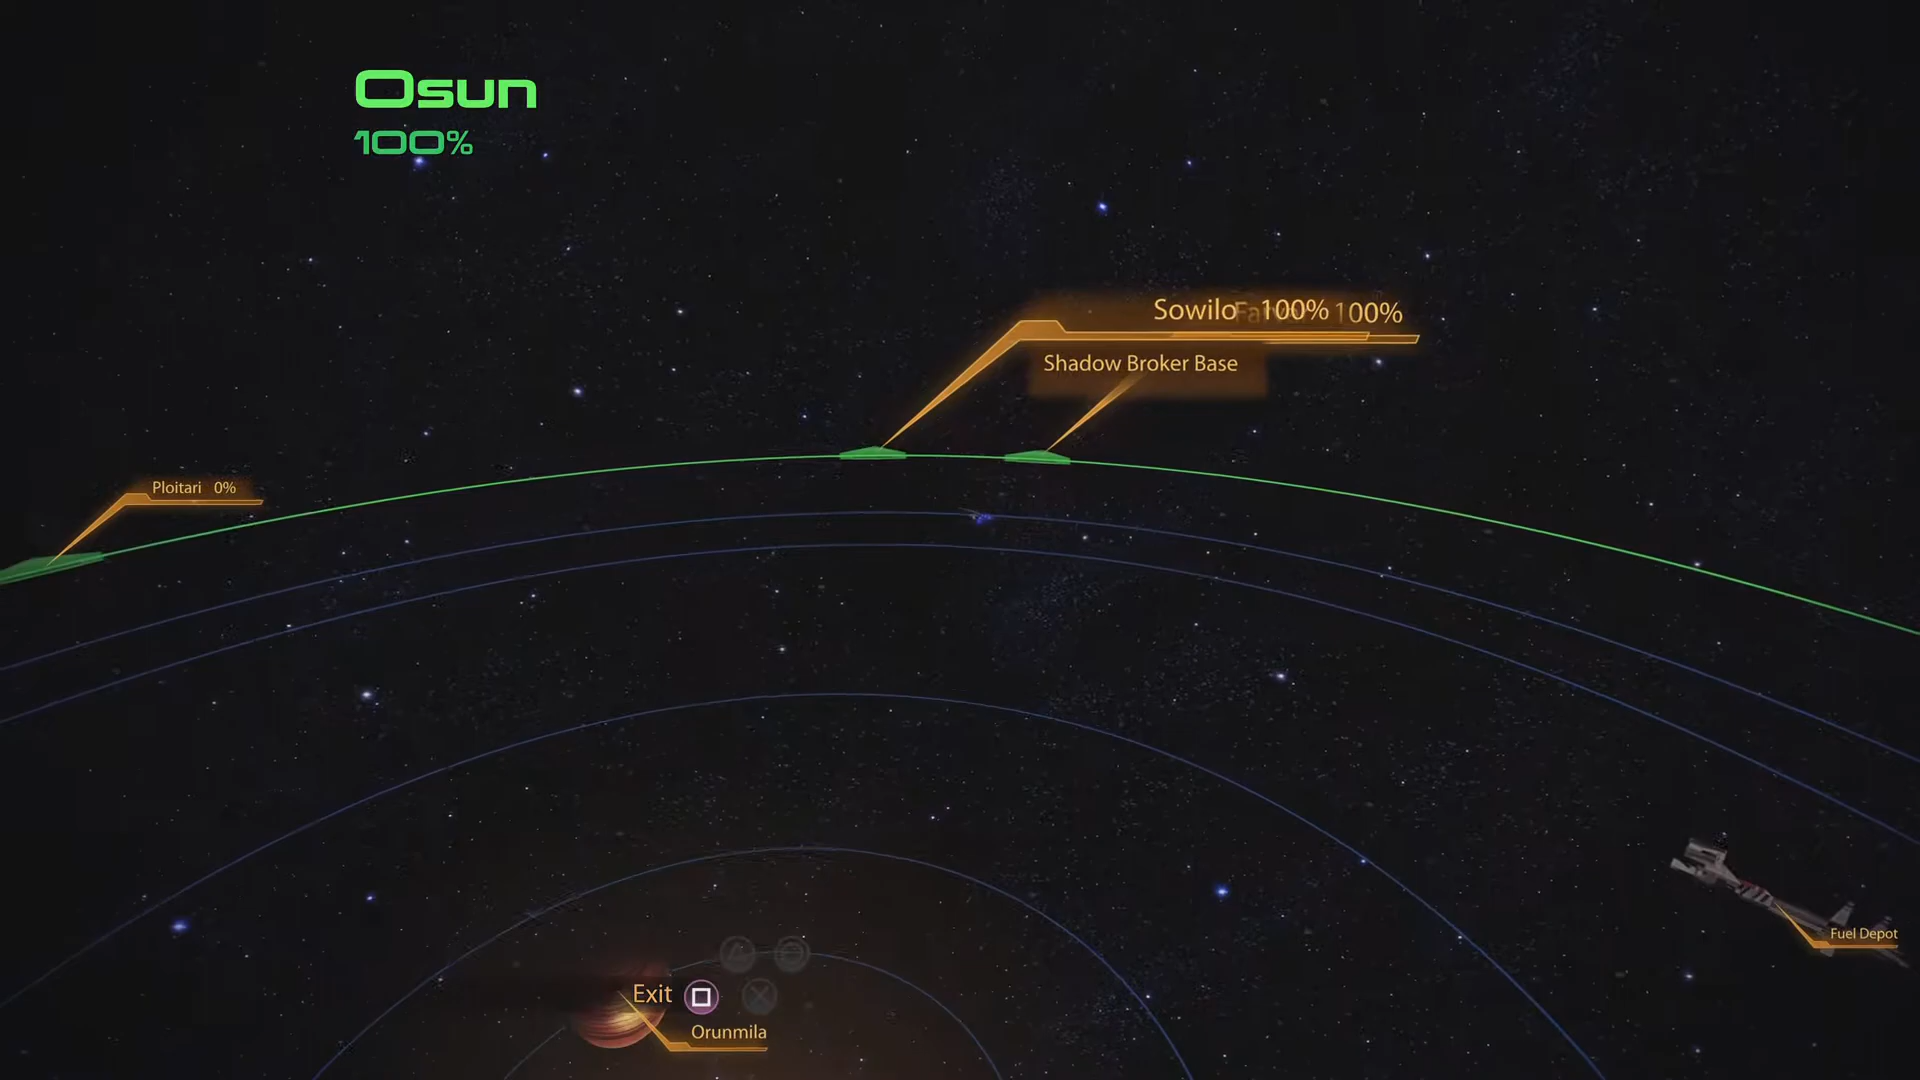 Osun
100%
Sowilo 100% 100%
Shadow Broker Base
Ploitari 0%
Fuel Depot
Exit
Orunmila